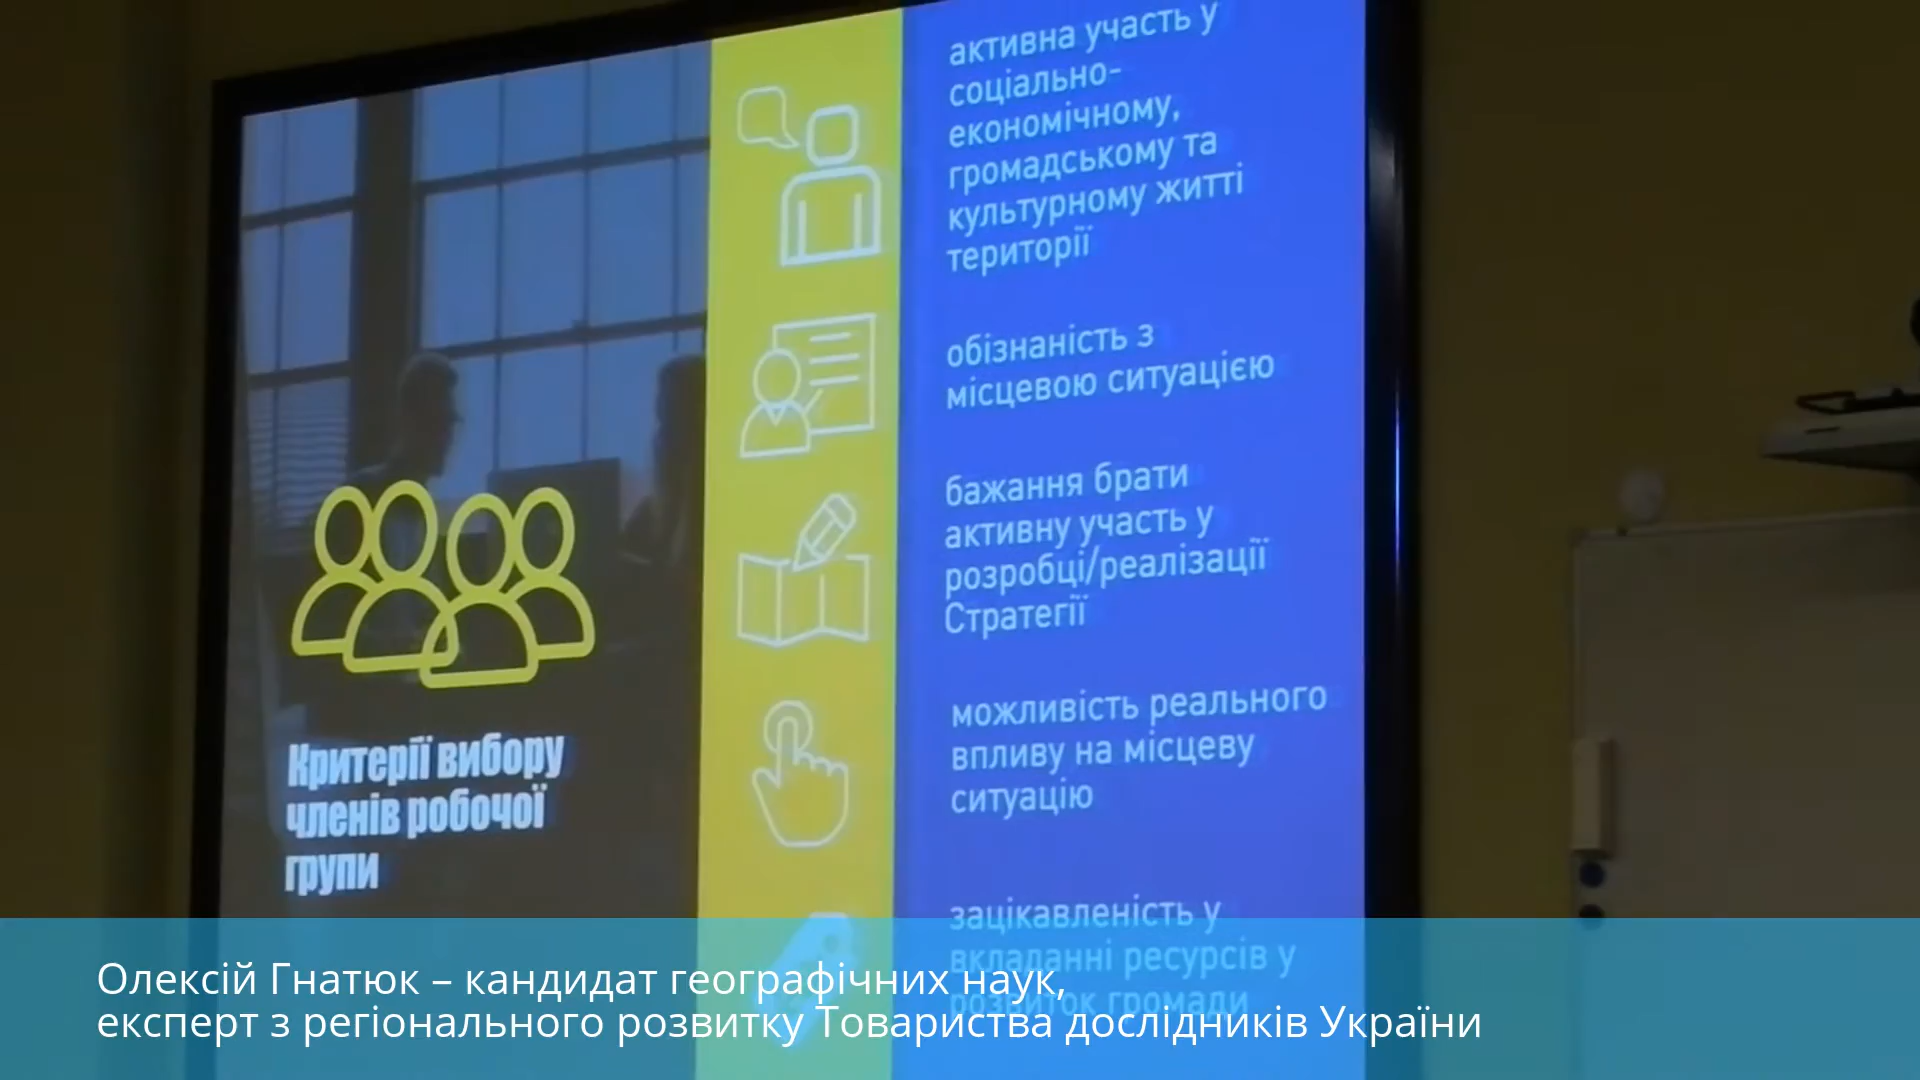 активна участь у
соціально-
економічному,
громадському та
культурному житті
території
обізнаність з
місцевою ситуацією
бажання брати
активну участь у
розробці/реалізації
Стратегії
можливість реального
впливу на місцеву
ситуацію
зацікавленість у
вкладанні ресурсів у
розвиток громади
Критерії вибору
членів робочої
групи
Олексій Гнатюк – кандидат географічних наук,
експерт з регіонального розвитку Товариства дослідників України